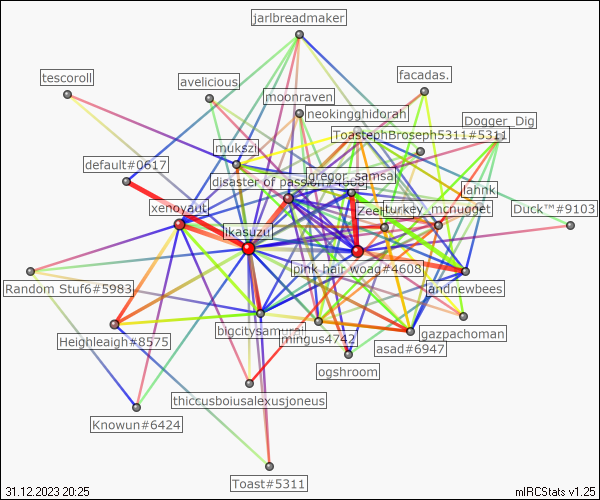 jarlbreadmaker
tescoroll
avelicious
facadas.
moonraven
neokingghidorah
Dogger_Dig
ToastephBroseph5311#5311
mukszi
default#0617
gregor_samsa
disaster of passion#4608
lahnk
xenoyaut
turkey_mcnugget
Duck™#9103
likasuzu
pink hair woag#4608
Random Stuf6#5983
andnewbees
bigcitysamurai
mingus4742
gazpachoman
Heighleaigh#8575
asad#6947
ogshroom
thiccusboiusalexusjoneus
Knowun#6424
Toast#5311
31.12.2023 20:25
mIRCStats v1.25